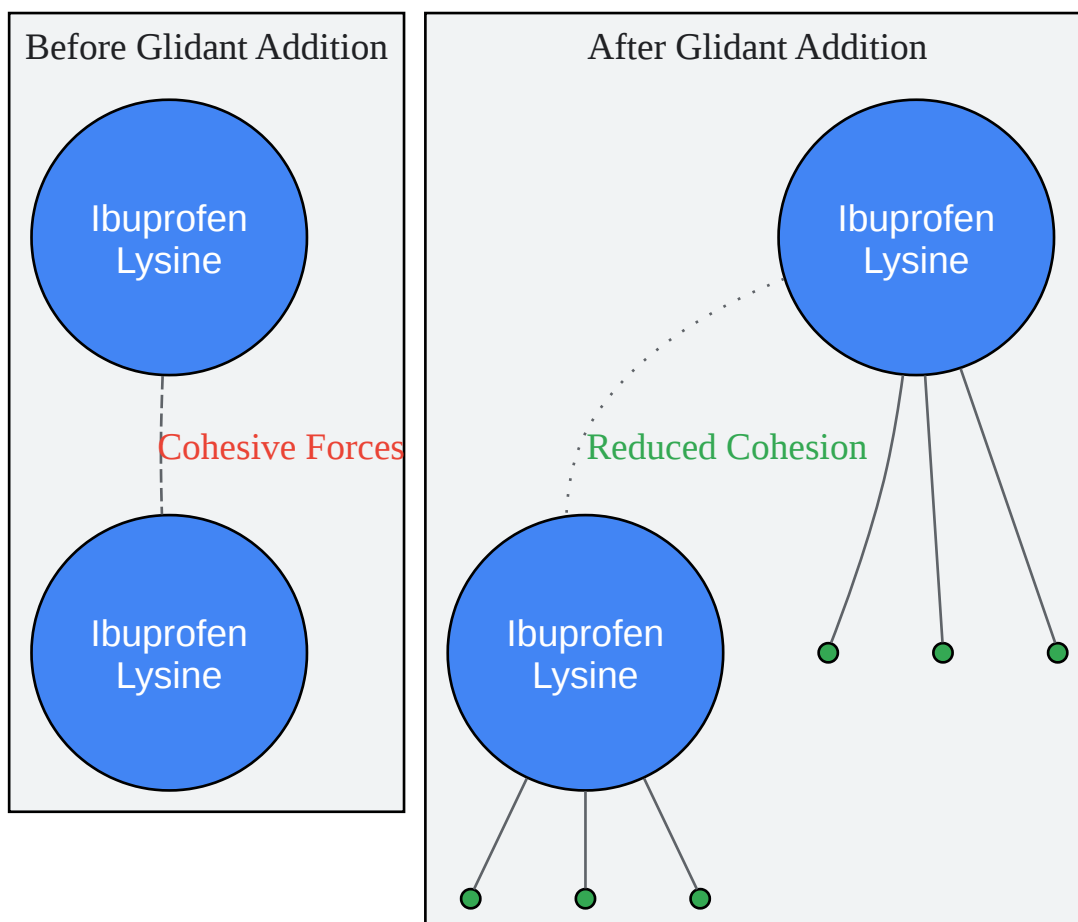 Before Glidant Addition
Ibuprofen
Lysine
Cohesive Forces
Ibuprofen
Lysine
After Glidant Addition
Ibuprofen
Lysine
Reduced Cohesion
Ibuprofen
Lysine